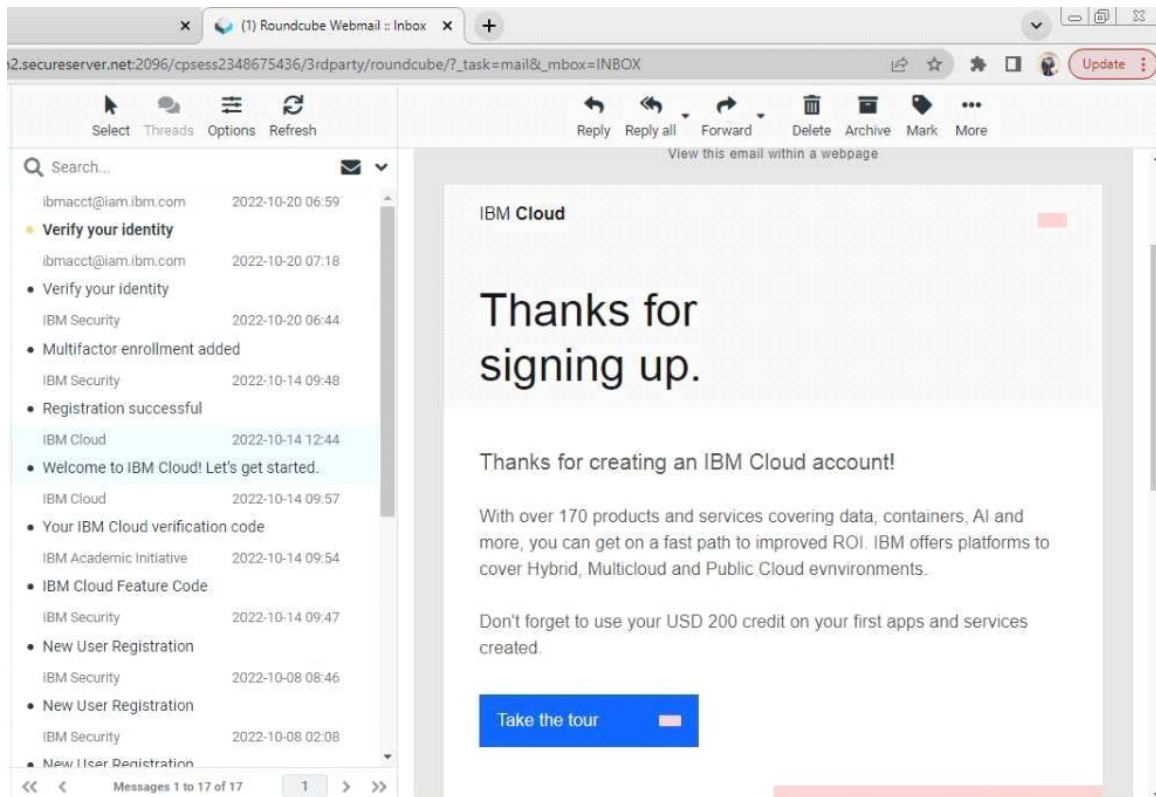 (1) Roundcube Webmail :: Inbox
2.secureserver.net:2096/cpsess2348675436/3rdparty/roundcube/?_task=mail&_mbox=INBOX
Update
Select Threads Options Refresh
Reply Reply all Forward Delete Archive Mark More
Search...
ibmacct@iam.ibm.com 2022-10-20 06:59
Verify your identity
ibmacct@iam.ibm.com 2022-10-20 07:18
Verify your identity
IBM Security 2022-10-20 06:44
Multifactor enrollment added
IBM Security 2022-10-14 09:48
Registration successful
IBM Cloud 2022-10-14 12:44
Welcome to IBM Cloud! Let's get started.
IBM Cloud 2022-10-14 09:57
Your IBM Cloud verification code
IBM Academic Initiative 2022-10-14 09:54
IBM Cloud Feature Code
IBM Security 2022-10-14 09:47
New User Registration
IBM Security 2022-10-08 08:46
New User Registration
IBM Security 2022-10-08 02:08
New User Registration
Messages 1 to 17 of 17 1
View this email within a webpage
IBM Cloud
Thanks for
signing up.
Thanks for creating an IBM Cloud account!
With over 170 products and services covering data, containers, AI and
more, you can get on a fast path to improved ROI. IBM offers platforms to
cover Hybrid, Multicloud and Public Cloud evnvironments.
Don't forget to use your USD 200 credit on your first apps and services
created.
Take the tour